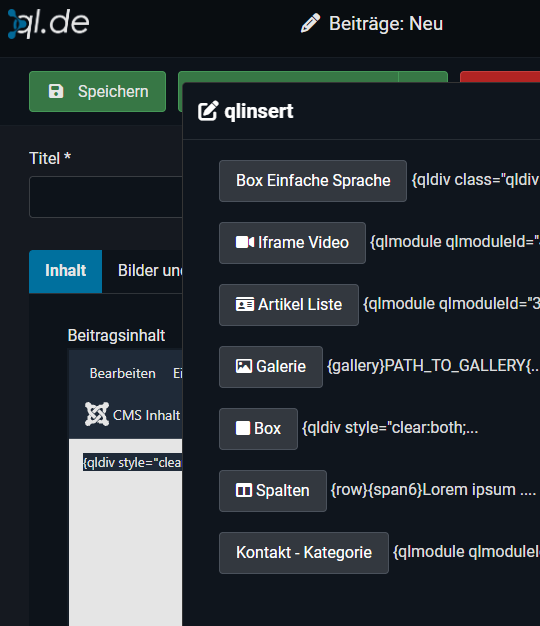 ql.de
Beiträge: Neu
Speichern
qlinsert
Titel *
Box Einfache Sprache {qldiv class="qldiv
Iframe Video {qlmodule qlmoduleId="
Inhalt Bilder und
Artikel Liste {qlmodule qlmoduleId="3
Beitragsinhalt
Galerie {gallery}PATH_TO_GALLERY{...
Bearbeiten
CMS Inhalt
Box {qldiv style="clear:both;...
{qldiv style="clea
Spalten {row}{span6}Lorem ipsum ....
Kontakt - Kategorie {qlmodule qlmoduleI